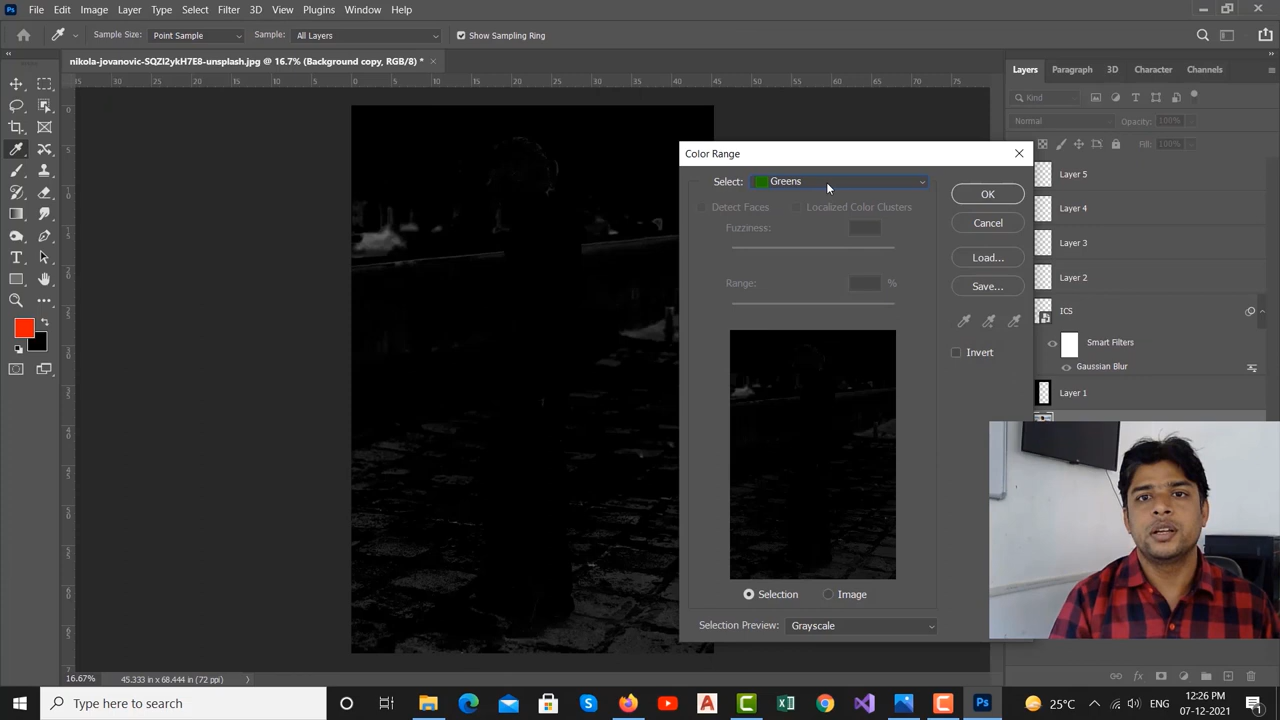 File Edit Image Layer Type Select Filter 3D View Plugins Window Help
Sample Size: Point Sample Sample: All Layers Show Sampling Ring
nikola-jovanovic-SQZI2ykH7E8-unsplash.jpg @ 16.7% (Background copy, RGB/8) *
Layers Paragraph 3D Character Channels
Kind
Normal Opacity: 100%
Fill: 100%
Layer 5
Layer 4
Layer 3
Layer 2
ICS
Smart Filters
Gaussian Blur
Layer 1
Color Range
Select: Greens
Detect Faces Localized Color Clusters
Fuzziness:
Range: %
OK
Cancel
Load...
Save...
Invert
Selection Image
Selection Preview: Grayscale
16.67% 45.333 in x 68.444 in (72 ppi)
Type here to search
25°C ENG 12:26 PM
07-12-2021